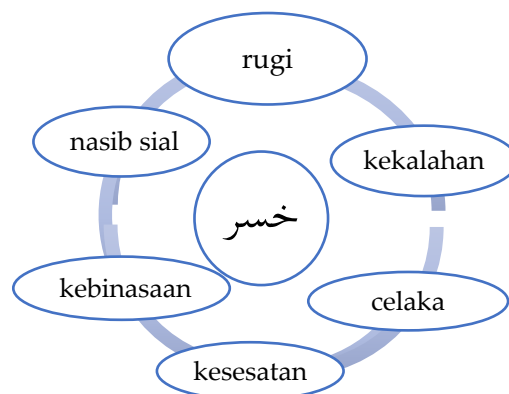 rugi
nasib sial
kekalahan
خسر
kebinasaan
celaka
kesesatan